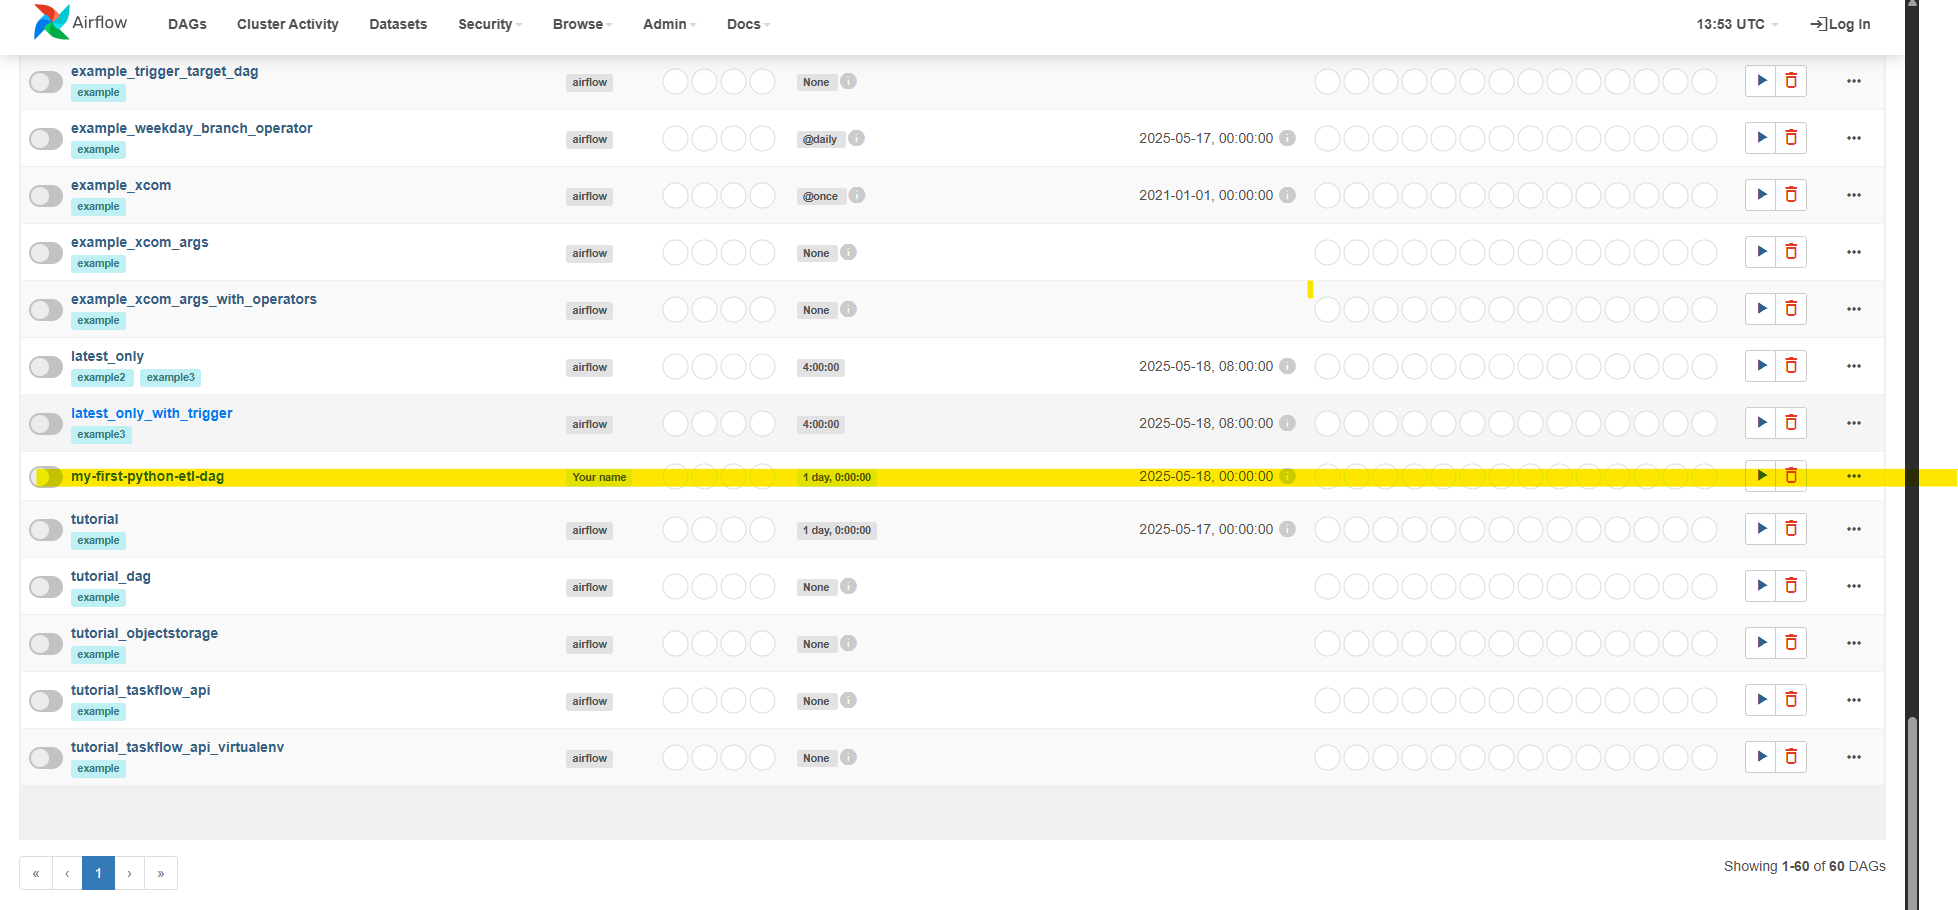 Airflow DAGs Cluster Activity Datasets Security Browse Admin Docs 13:53 UTC Log In
example_trigger_target_dag
example airflow None
example_weekday_branch_operator
example airflow @daily 2025-05-17, 00:00:00
example_xcom
example airflow @once 2021-01-01, 00:00:00
example_xcom_args
example airflow None
example_xcom_args_with_operators
example airflow None
latest_only
example2 example3 airflow 4:00:00 2025-05-18, 08:00:00
latest_only_with_trigger
example3 airflow 4:00:00 2025-05-18, 08:00:00
my-first-python-etl-dag Your name 1 day, 0:00:00 2025-05-18, 00:00:00
tutorial
example airflow 1 day, 0:00:00 2025-05-17, 00:00:00
tutorial_dag
example airflow None
tutorial_objectstorage
example airflow None
tutorial_taskflow_api
example airflow None
tutorial_taskflow_api_virtualenv
example airflow None
« ‹ 1 › » Showing 1-60 of 60 DAGs